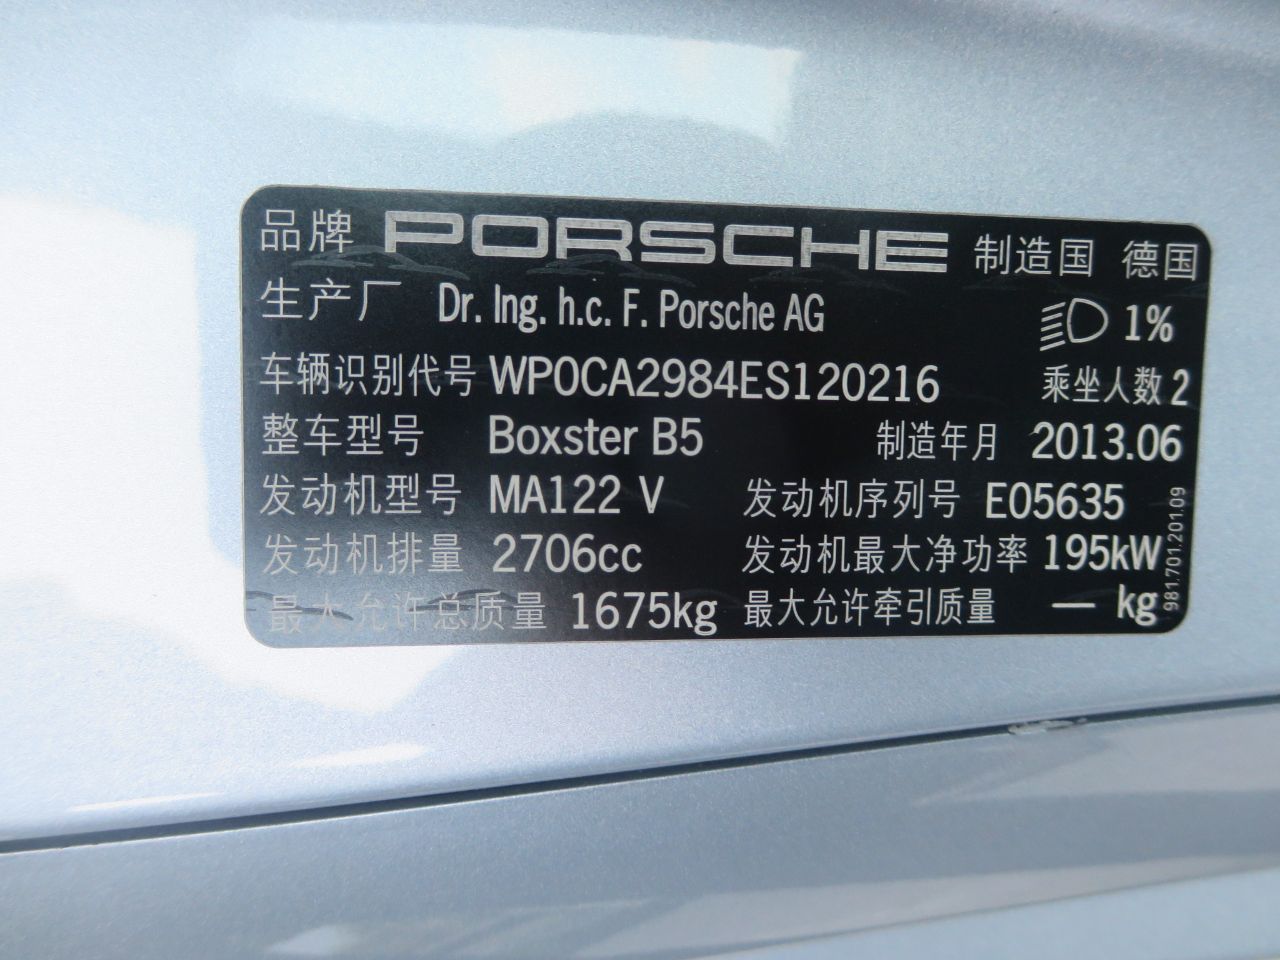 品牌 PORSCHE 制造国 德国
生产厂 Dr. Ing. h.c. F. Porsche AG 1%
车辆识别代号 WP0CA2984ES120216 乘坐人数 2
整车型号 Boxster B5 制造年月 2013.06
发动机型号 MA122 V 发动机序列号 E05635
发动机排量 2706cc 发动机最大净功率 195kW
最大允许总质量 1675kg 最大允许牵引质量 — kg
981.701.201.09